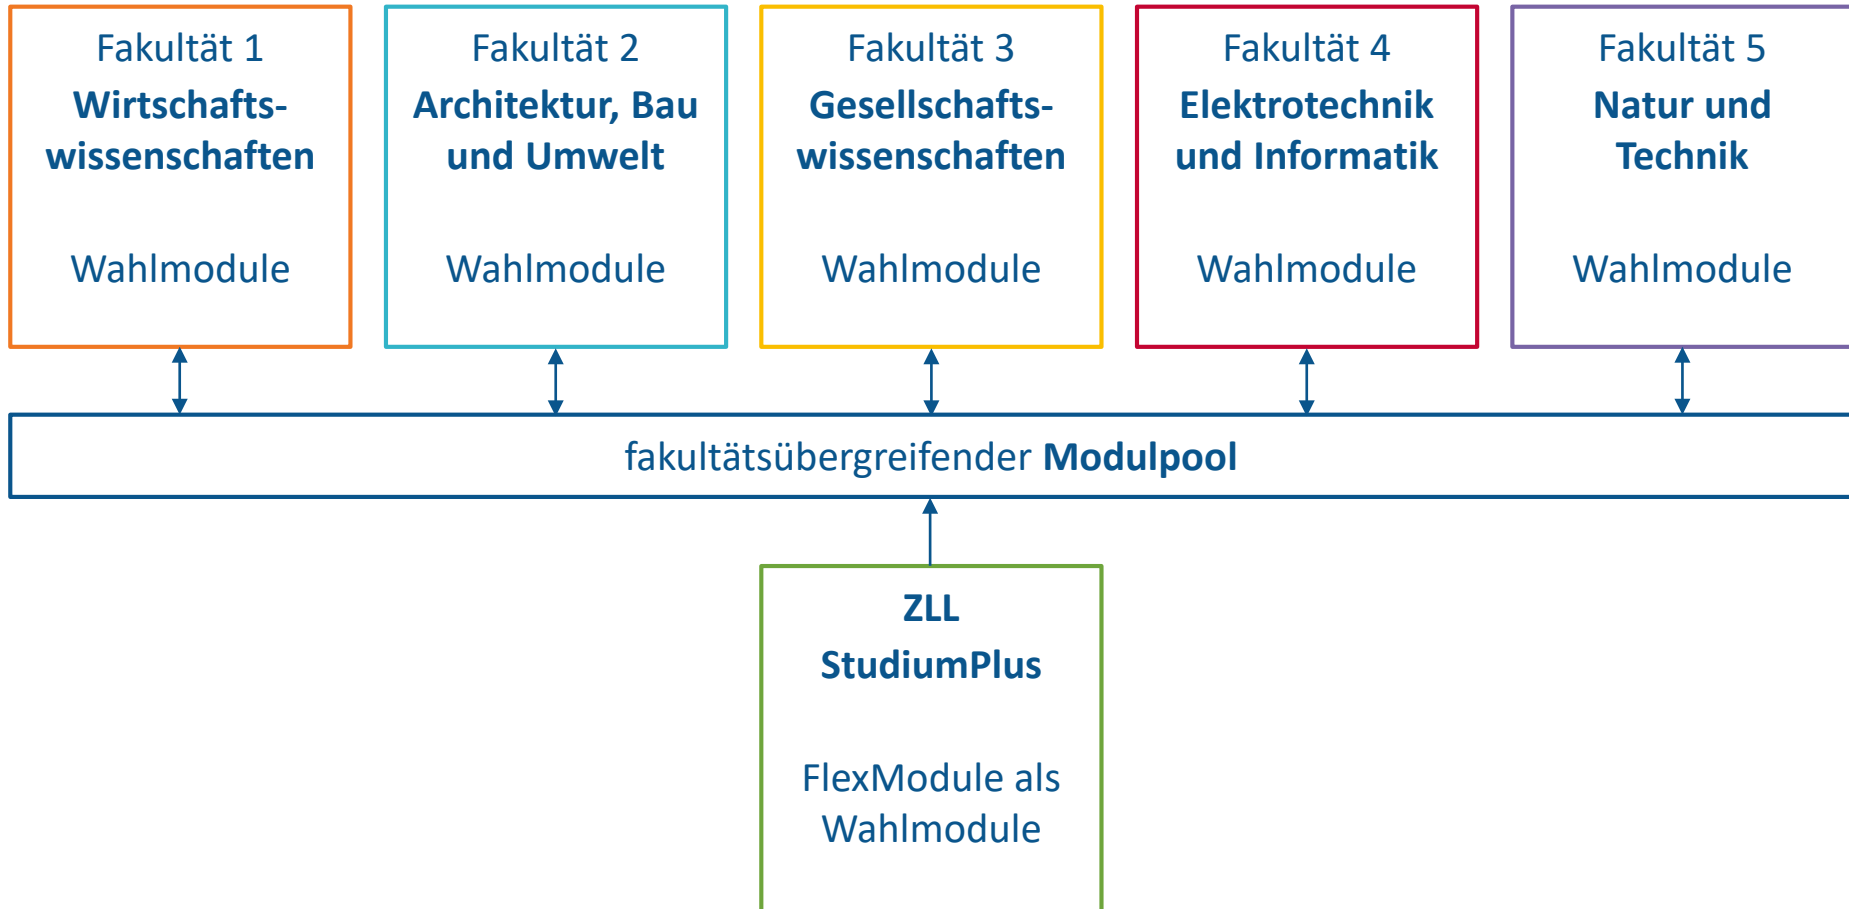 Fakultät 1
Wirtschafts-
wissenschaften
Wahlmodule
Fakultät 2
Architektur, Bau
und Umwelt
Wahlmodule
Fakultät 3
Gesellschafts-
wissenschaften
Wahlmodule
Fakultät 4
Elektrotechnik
und Informatik
Wahlmodule
Fakultät 5
Natur und
Technik
Wahlmodule
fakultätsübergreifender Modulpool
ZLL
StudiumPlus
FlexModule als
Wahlmodule